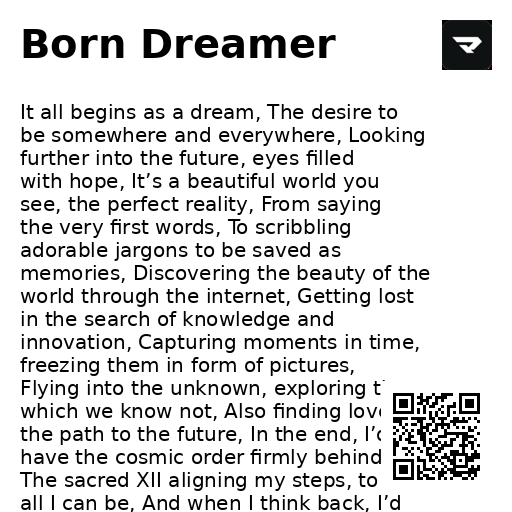 Born Dreamer
It all begins as a dream, The desire to
be somewhere and everywhere, Looking
further into the future, eyes filled
with hope, It’s a beautiful world you
see, the perfect reality, From saying
the very first words, To scribbling
adorable jargons to be saved as
memories, Discovering the beauty of the
world through the internet, Getting lost
in the search of knowledge and
innovation, Capturing moments in time,
freezing them in form of pictures,
Flying into the unknown, exploring
which we know not, Also finding
the path to the future, In the end,
have the cosmic order firmly behind
The sacred XII aligning my steps, to
all I can be, And when I think back, I’d